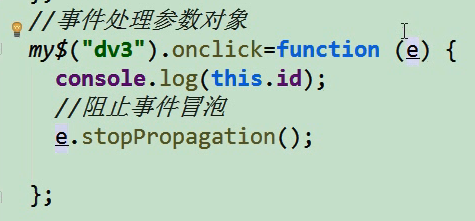 //事件处理参数对象
my$("dv3").onclick=function (e) {
console.log(this.id);
//阻止事件冒泡
e.stopPropagation();
};